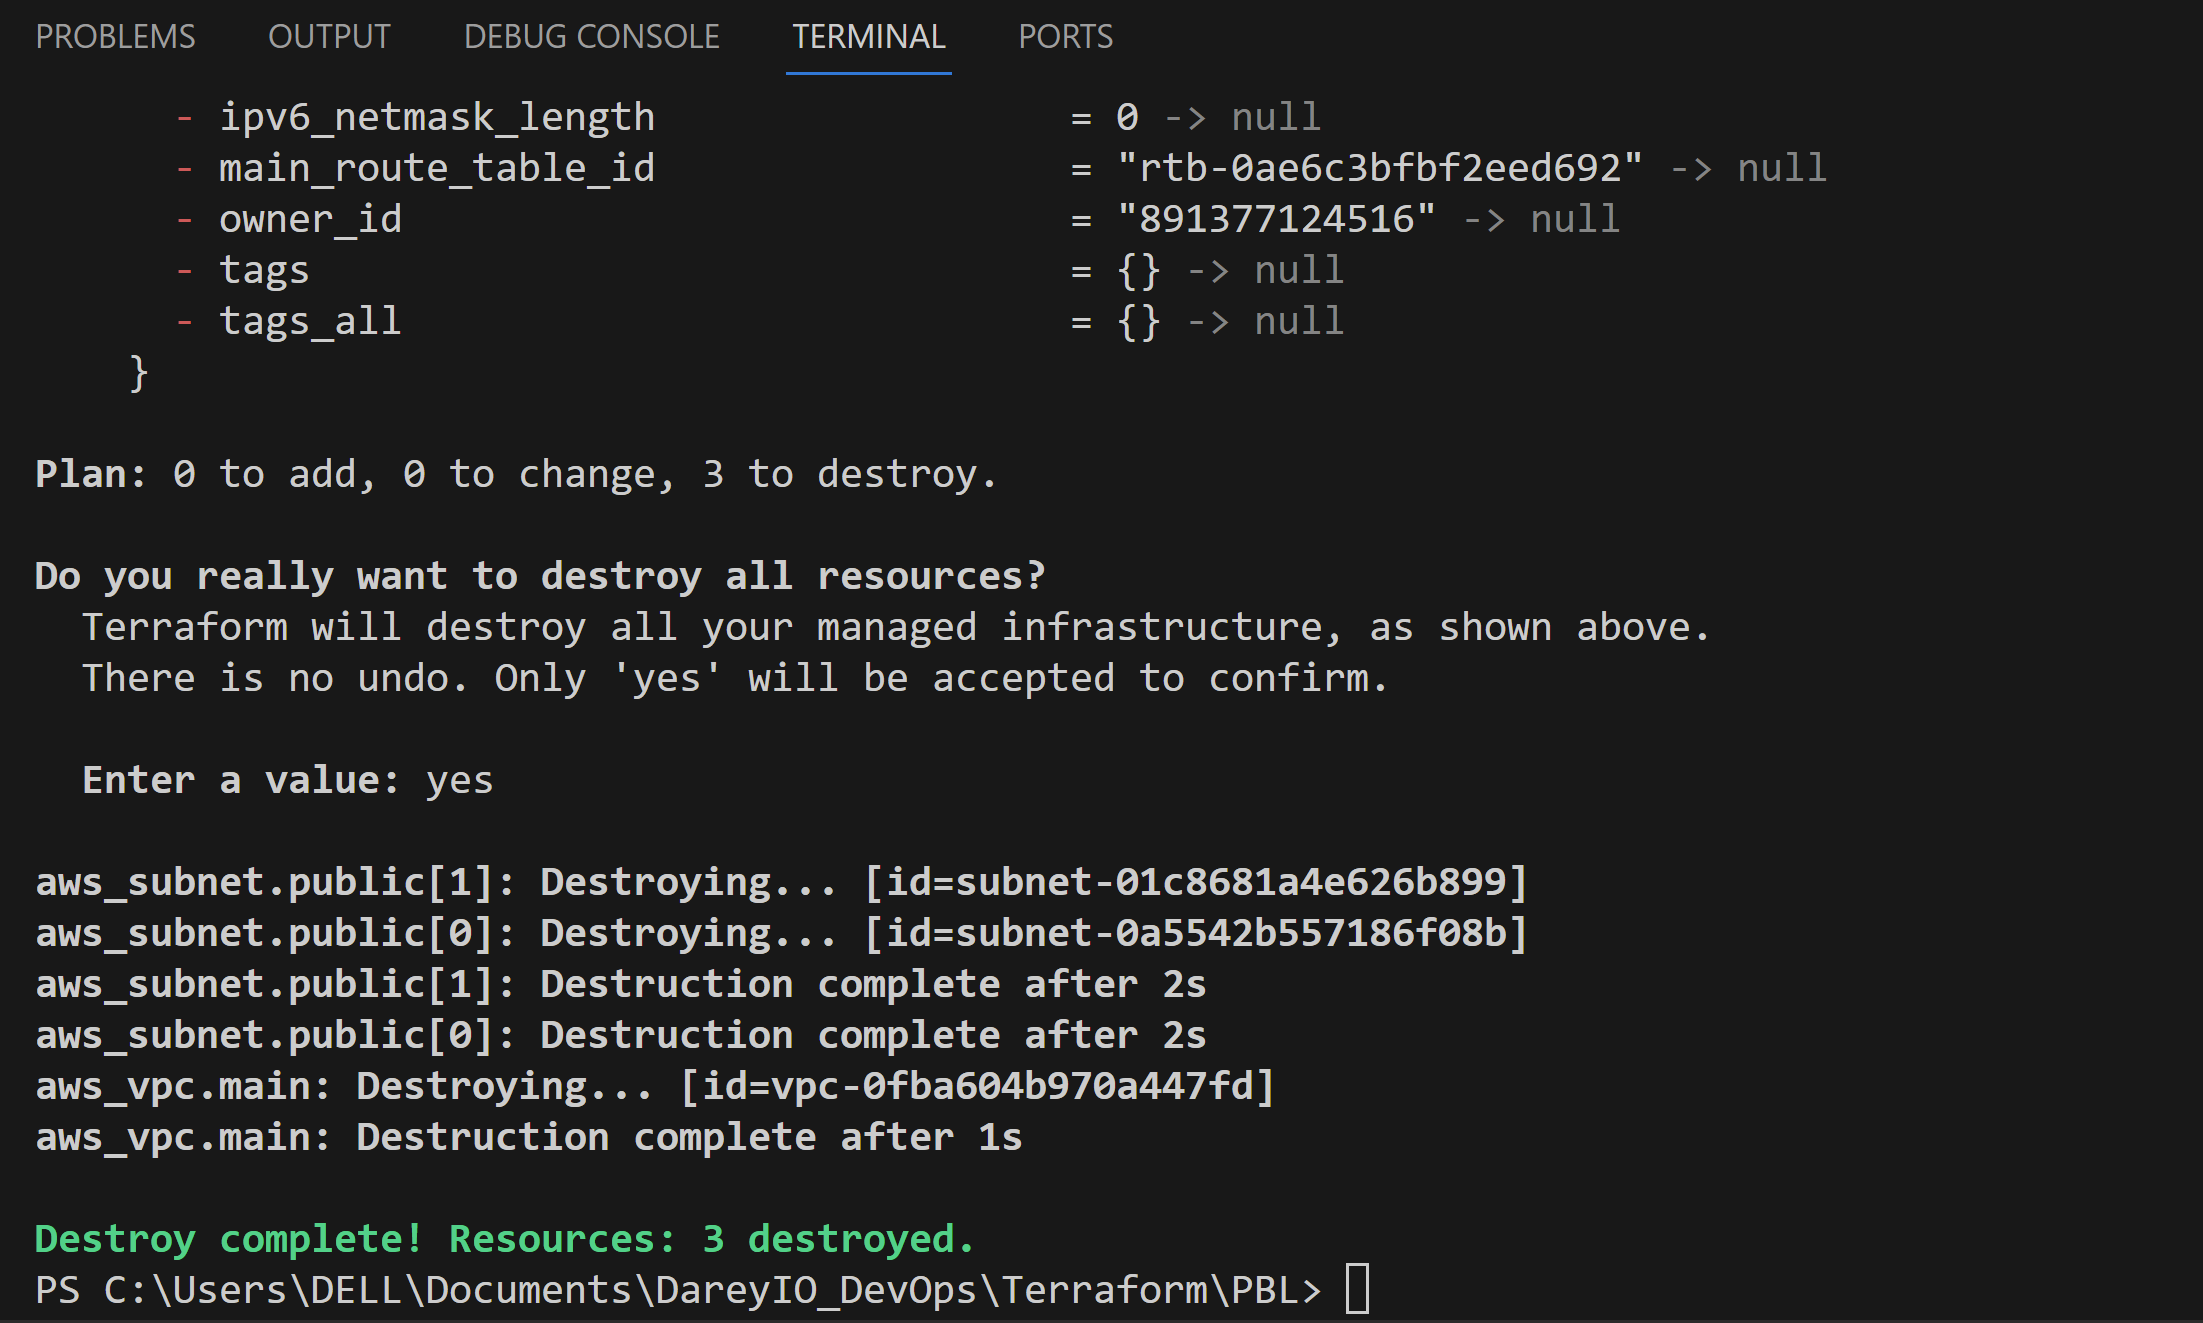 PROBLEMS OUTPUT DEBUG CONSOLE TERMINAL PORTS
- ipv6_netmask_length = 0 -> null
- main_route_table_id = "rtb-0ae6c3bfbf2eed692" -> null
- owner_id = "891377124516" -> null
- tags = {} -> null
- tags_all = {} -> null
}
Plan: 0 to add, 0 to change, 3 to destroy.
Do you really want to destroy all resources?
Terraform will destroy all your managed infrastructure, as shown above.
There is no undo. Only 'yes' will be accepted to confirm.
Enter a value: yes
aws_subnet.public[1]: Destroying... [id=subnet-01c8681a4e626b899]
aws_subnet.public[0]: Destroying... [id=subnet-0a5542b557186f08b]
aws_subnet.public[1]: Destruction complete after 2s
aws_subnet.public[0]: Destruction complete after 2s
aws_vpc.main: Destroying... [id=vpc-0fba604b970a447fd]
aws_vpc.main: Destruction complete after 1s
Destroy complete! Resources: 3 destroyed.
PS C:\Users\DELL\Documents\DareyIO_DevOps\Terraform\PBL>